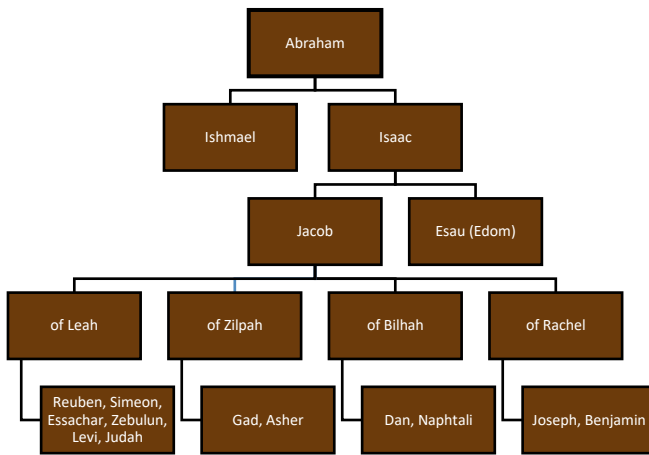 Abraham
Ishmael
Isaac
Jacob
Esau (Edom)
of Leah
of Zilpah
of Bilhah
of Rachel
Reuben, Simeon,
Essachar, Zebulun,
Levi, Judah
Gad, Asher
Dan, Naphtali
Joseph, Benjamin